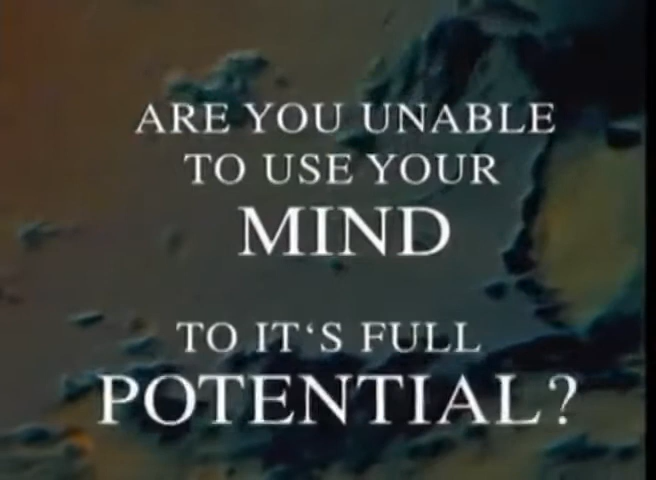 ARE YOU UNABLE
TO USE YOUR
MIND
TO IT‘S FULL
POTENTIAL?